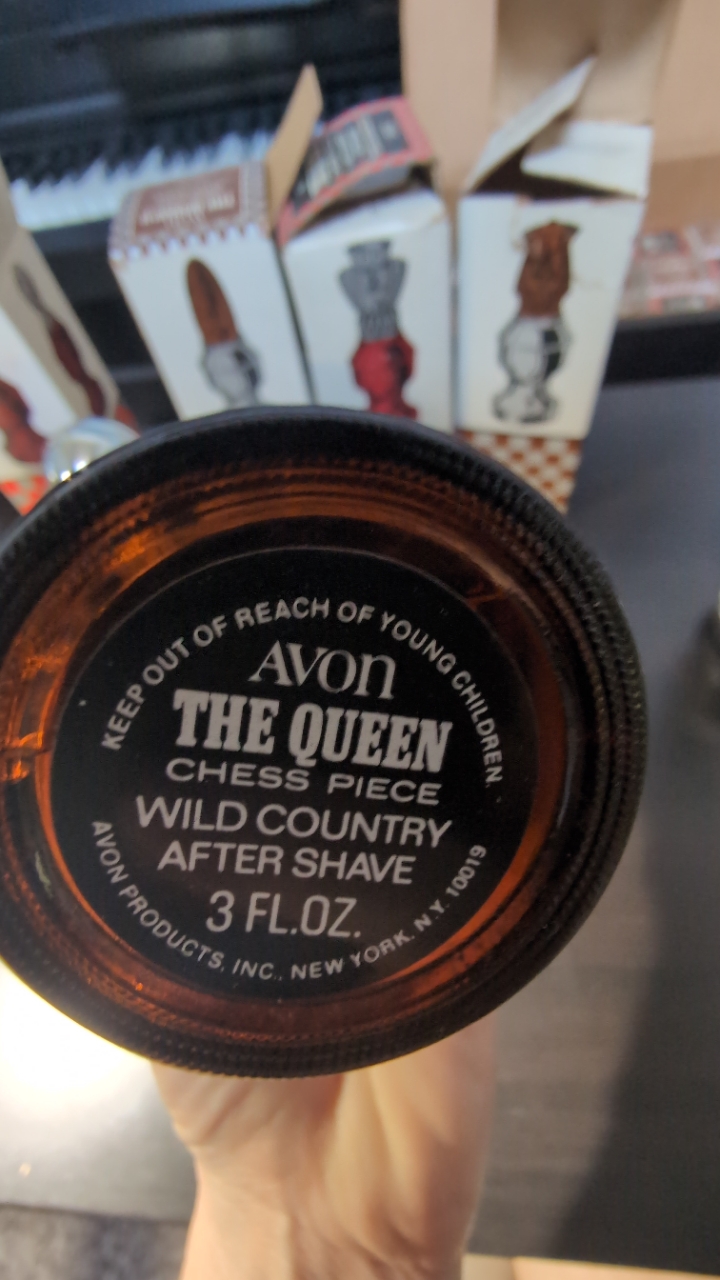 KEEP OUT OF REACH OF YOUNG CHILDREN.
AVON
THE QUEEN
CHESS PIECE
WILD COUNTRY
AFTER SHAVE
3 FL.OZ.
AVON PRODUCTS, INC., NEW YORK, N.Y. 10019